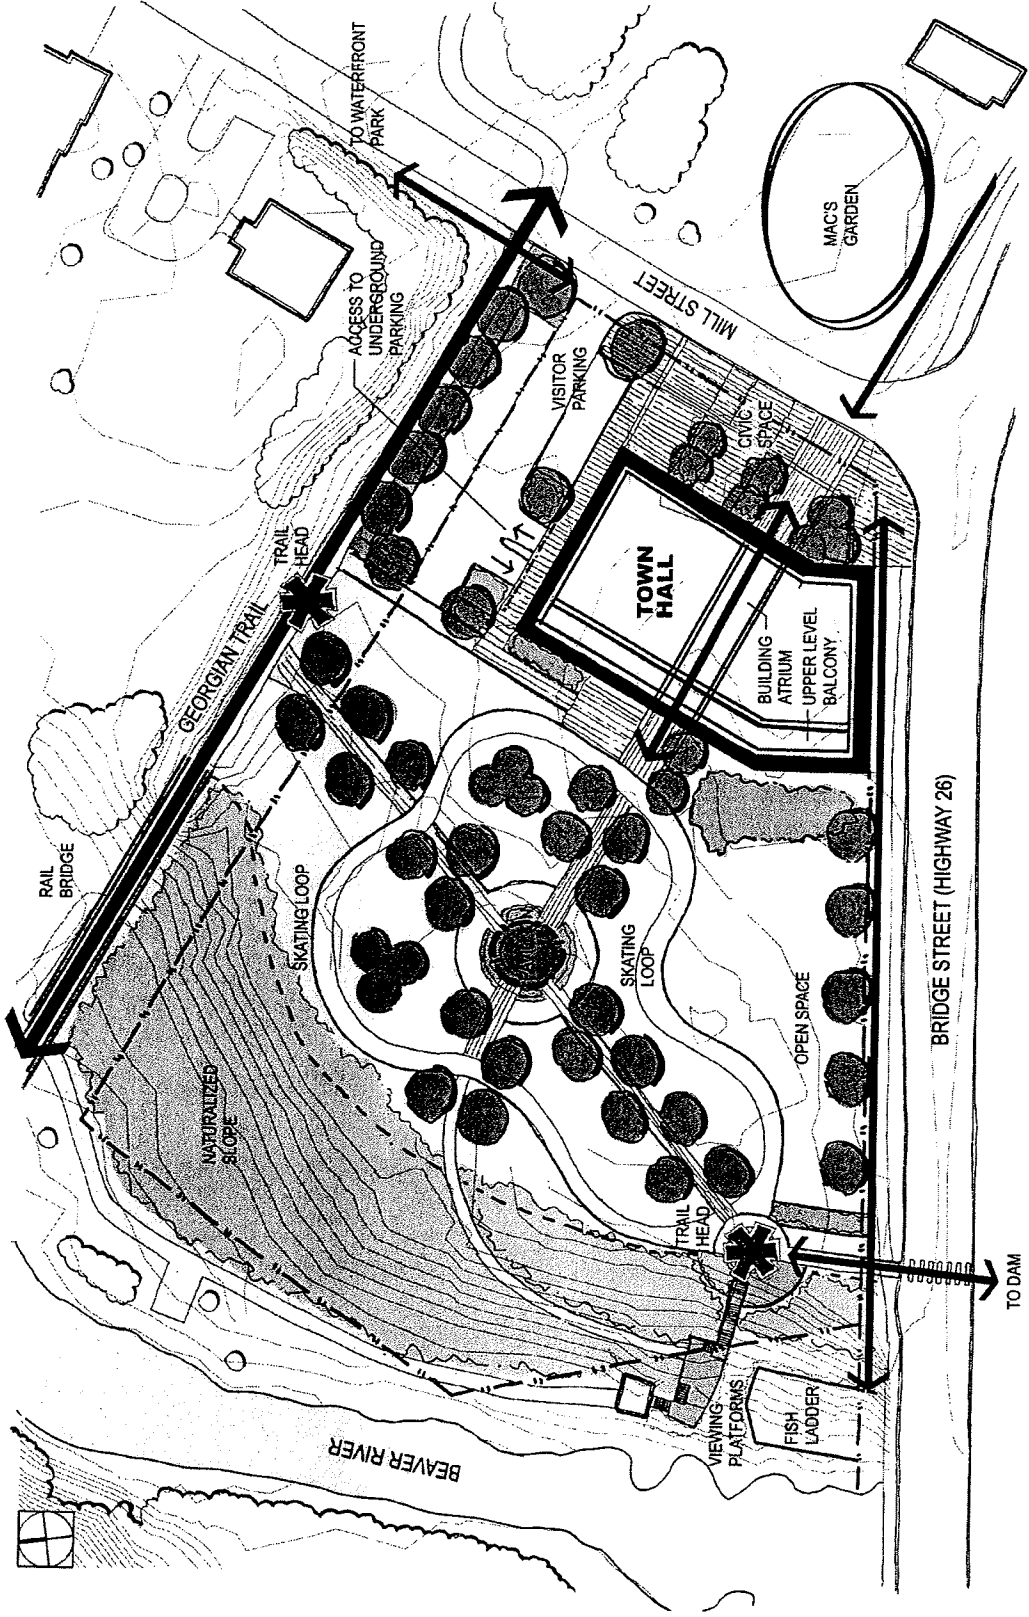 RAIL
BRIDGE
GEORGIAN TRAIL
TRAIL
HEAD
ACCESS TO
UNDERGROUND
PARKING
TO WATERFRONT
PARK
NATURALIZED
SLOPE
SKATING LOOP
VISITOR
PARKING
MILL STREET
MAC'S
GARDEN
CIVIC
SPACE
TOWN
HALL
BUILDING
ATRIUM
UPPER LEVEL
BALCONY
SKATING
LOOP
OPEN SPACE
TRAIL
HEAD
BEAVER RIVER
VIEWING
PLATFORMS
FISH
LADDER
BRIDGE STREET (HIGHWAY 26)
TO DAM